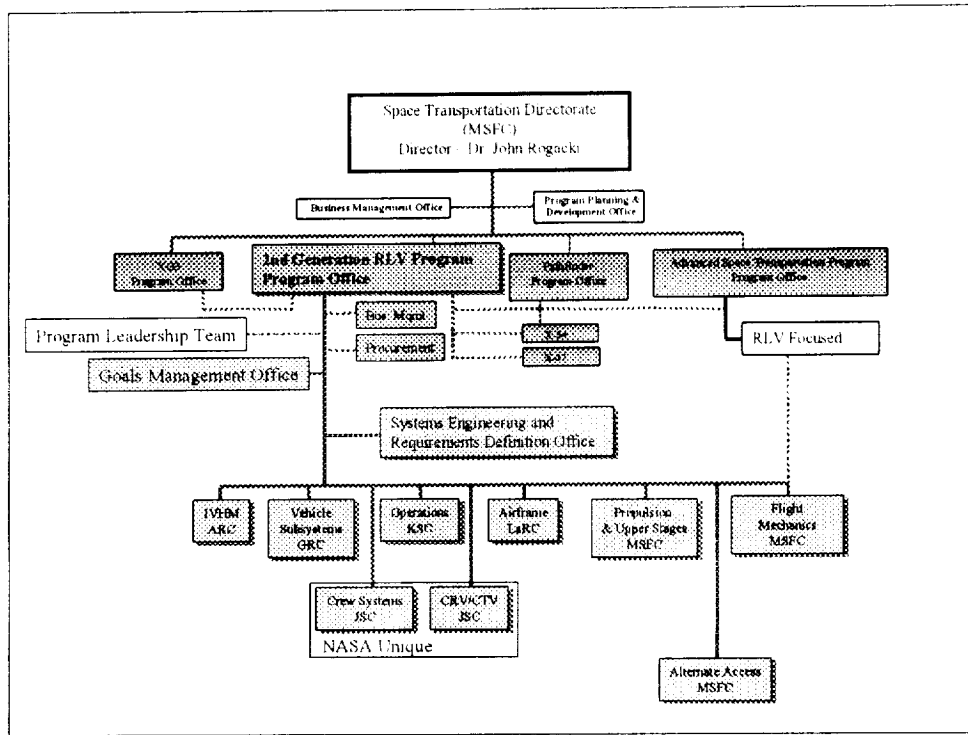 Space Transportation Directorate
(MSFC)
Director - Dr. John Rogacki
Business Management Office
Program Planning &
Development Office
X-33
Program Office
2nd Generation RLV Program
Program Office
Pathfinder
Program Office
Advanced Space Transportation Program
Program Office
Program Leadership Team
Bus. Mgmt
Procurement
X-34
RLV Focused
Goals Management Office
Systems Engineering and
Requirements Definition Office
IVHM
ARC
Vehicle
Subsystems
GRC
Operations
KSC
Airframe
LaRC
Propulsion
& Upper Stages
MSFC
Flight
Mechanics
MSFC
Crew Systems
JSC
CRV/CTV
JSC
NASA Unique
Alternate Access
MSFC